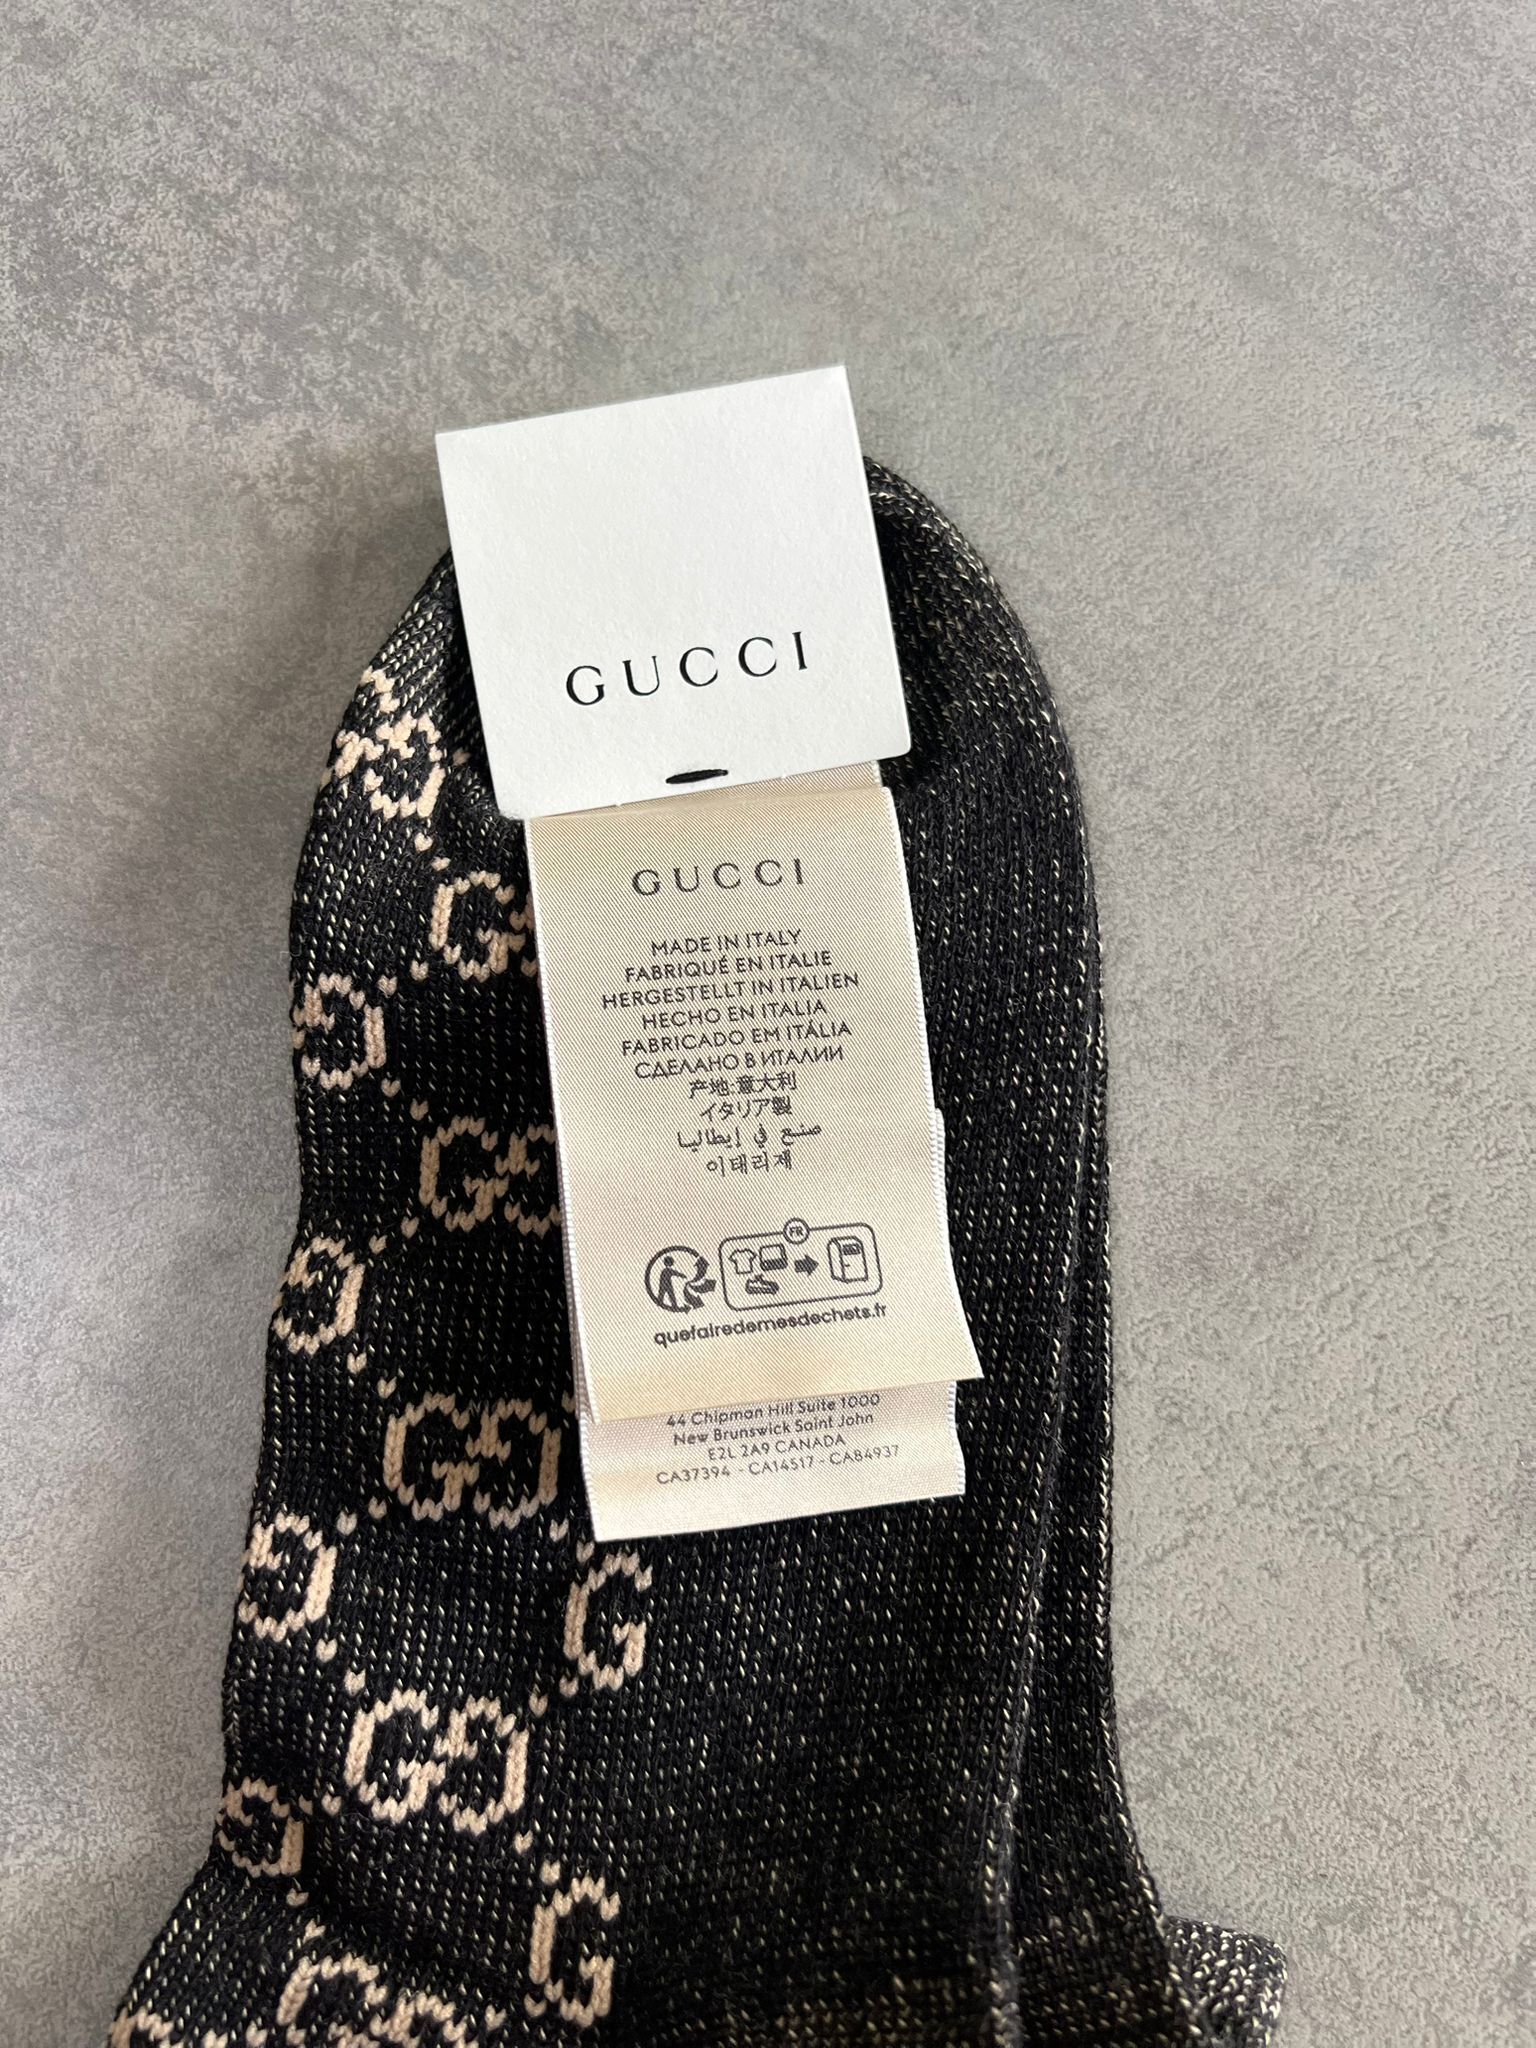 GUCCI
GUCCI
MADE IN ITALY
FABRIQUÉ EN ITALIE
HERGESTELLT IN ITALIEN
HECHO EN ITALIA
FABRICADO EM ITÁLIA
СДЕЛАНО В ИТАЛИИ
产地:意大利
イタリア製
صنع في إيطاليا
이태리제
FR
quefairedemesdechets.fr
44 Chipman Hill Suite 1000
New Brunswick Saint John
E2L 2A9 CANADA
CA37394 - CA14517 - CA84937